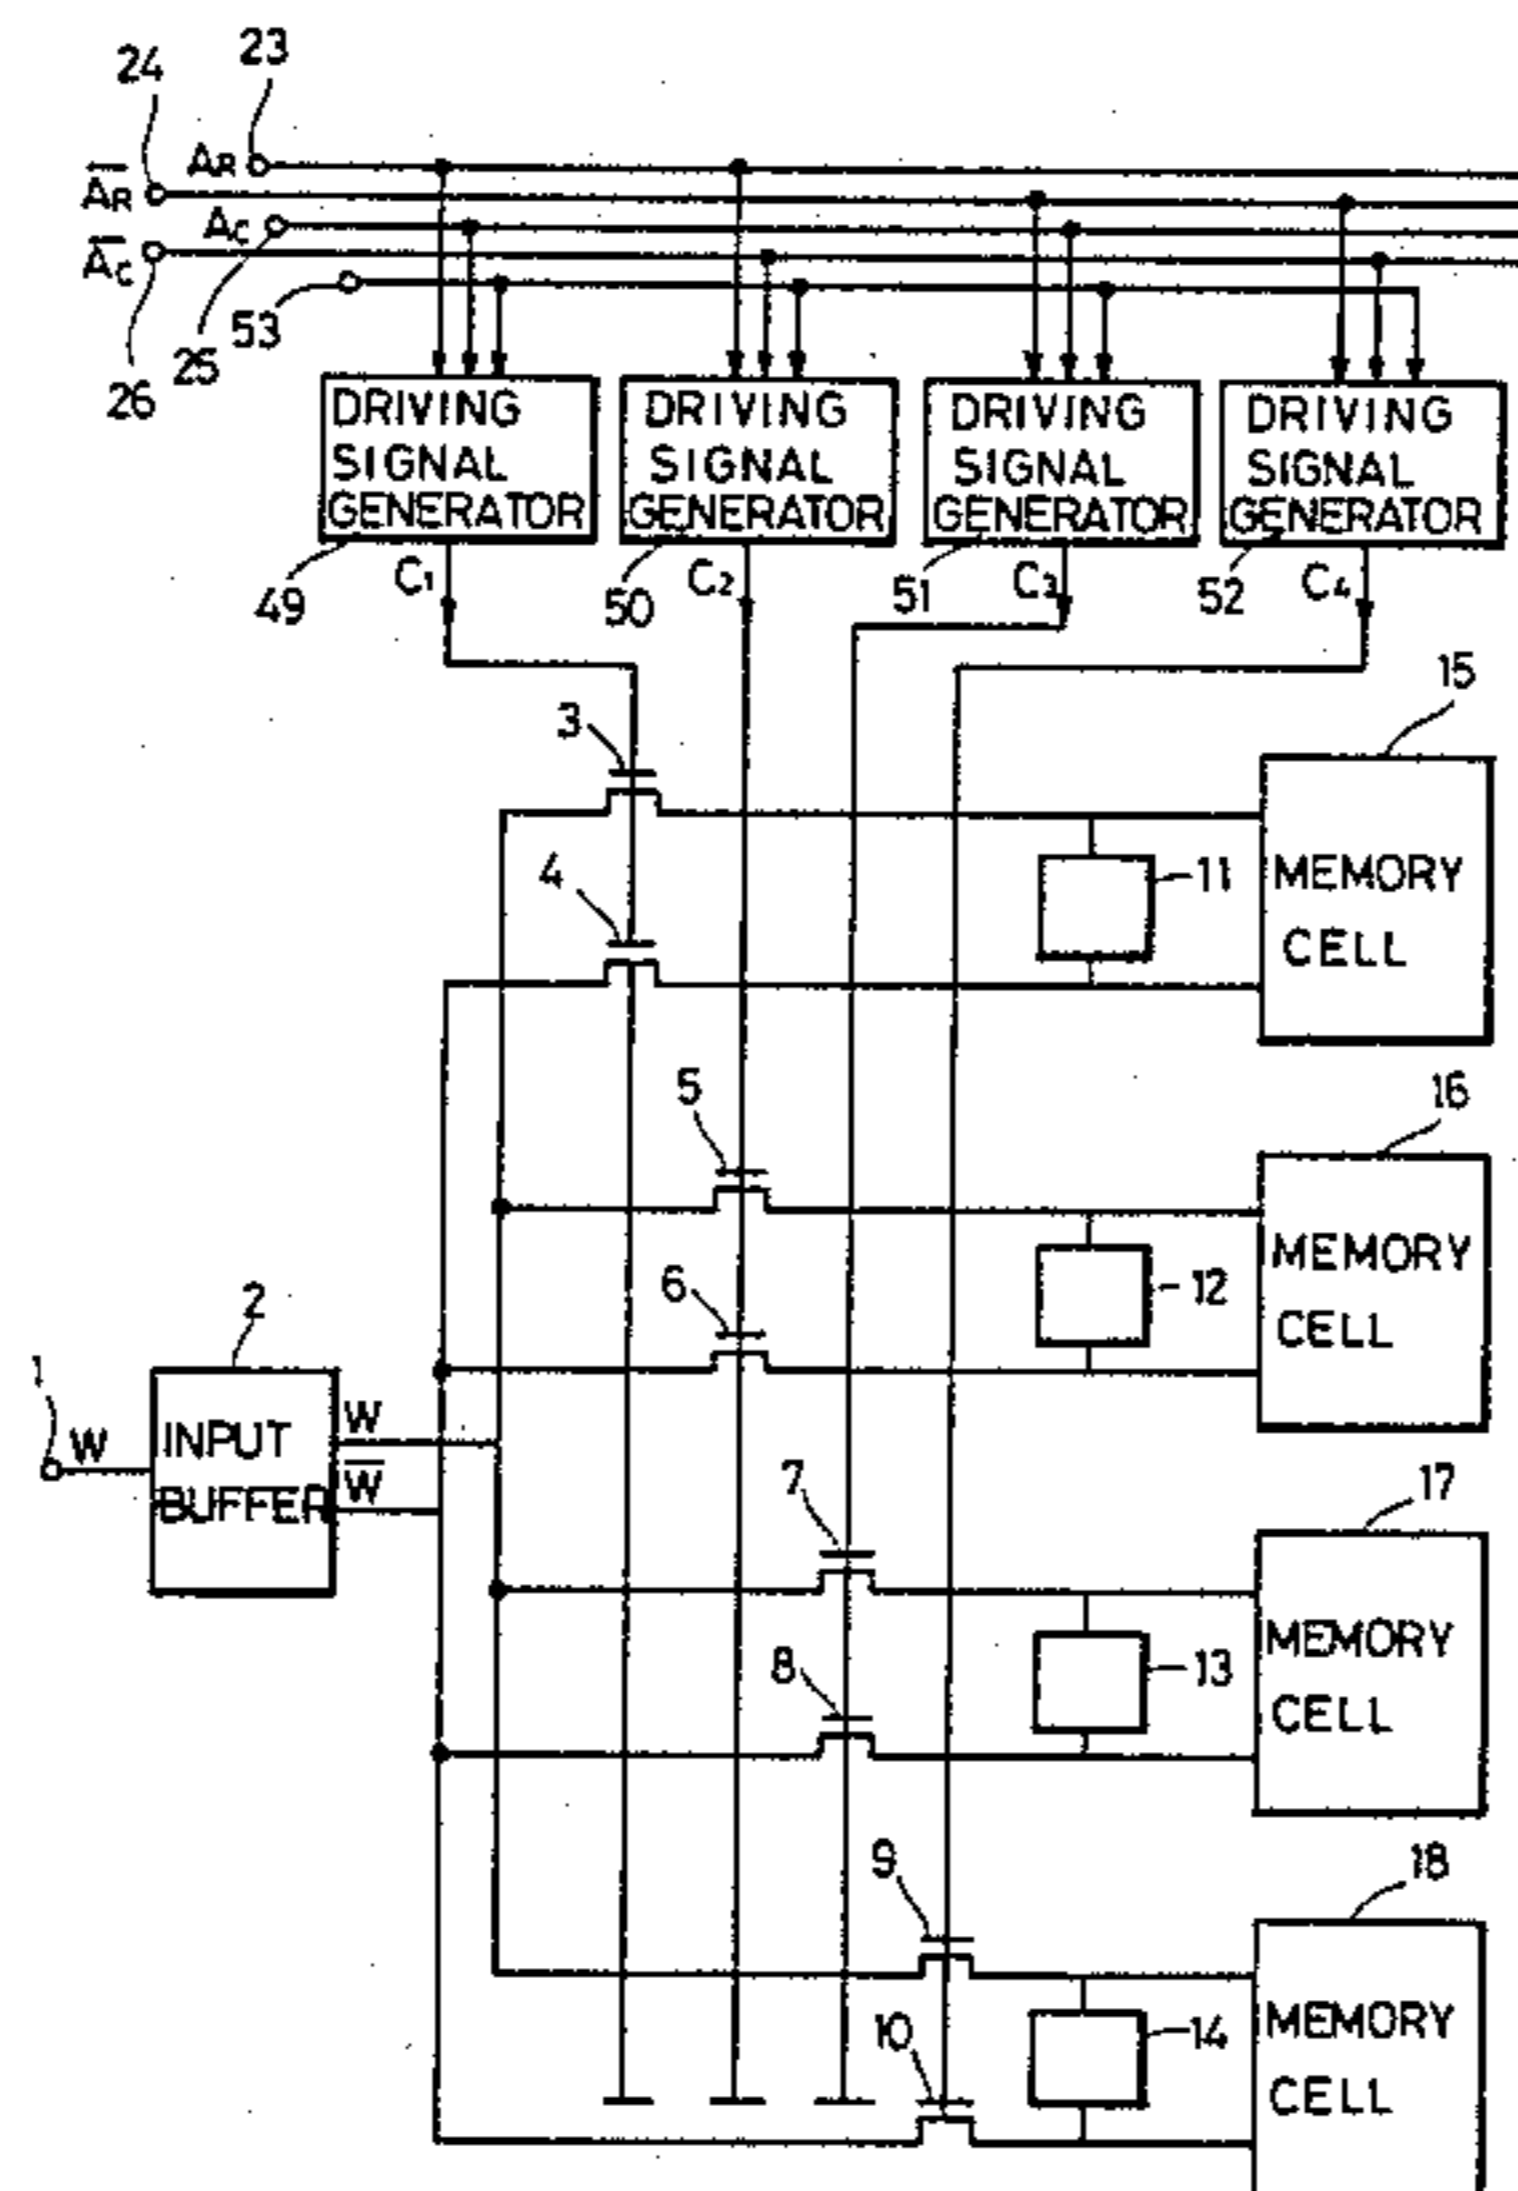 23
24
AR
A̅R̅
AC
A̅C̅
53
25
26
DRIVING SIGNAL GENERATOR
DRIVING SIGNAL GENERATOR
DRIVING SIGNAL GENERATOR
DRIVING SIGNAL GENERATOR
49
C1
50
C2
51
C3
52
C4
15
3
4
11
MEMORY CELL
16
5
6
12
MEMORY CELL
2
1
W
INPUT BUFFER
W
W̅
17
7
8
13
MEMORY CELL
18
9
10
14
MEMORY CELL